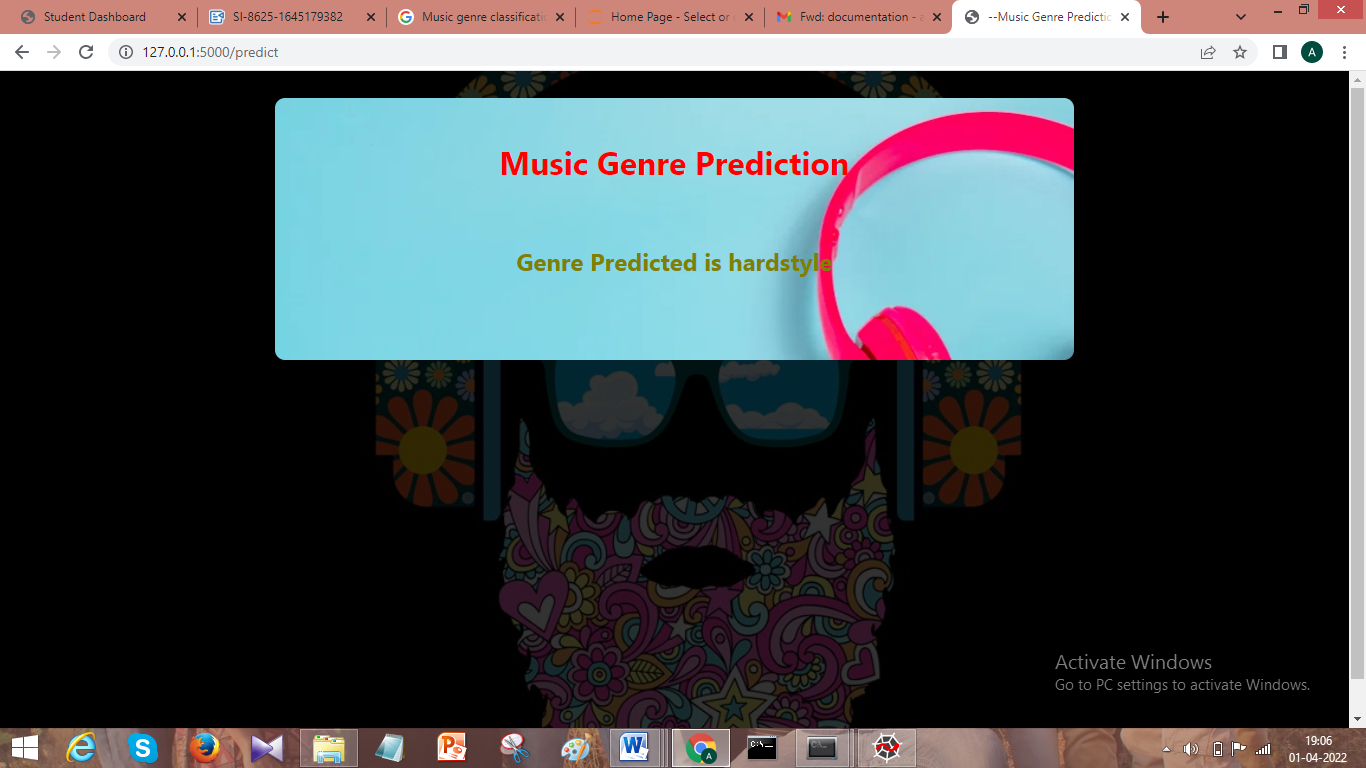 Student Dashboard
SI-8625-1645179382
Music genre classificatio
Home Page - Select or
Fwd: documentation - a
--Music Genre Predictio
127.0.0.1:5000/predict
A
Music Genre Prediction
Genre Predicted is hardstyle
Activate Windows
Go to PC settings to activate Windows.
19:06
01-04-2022